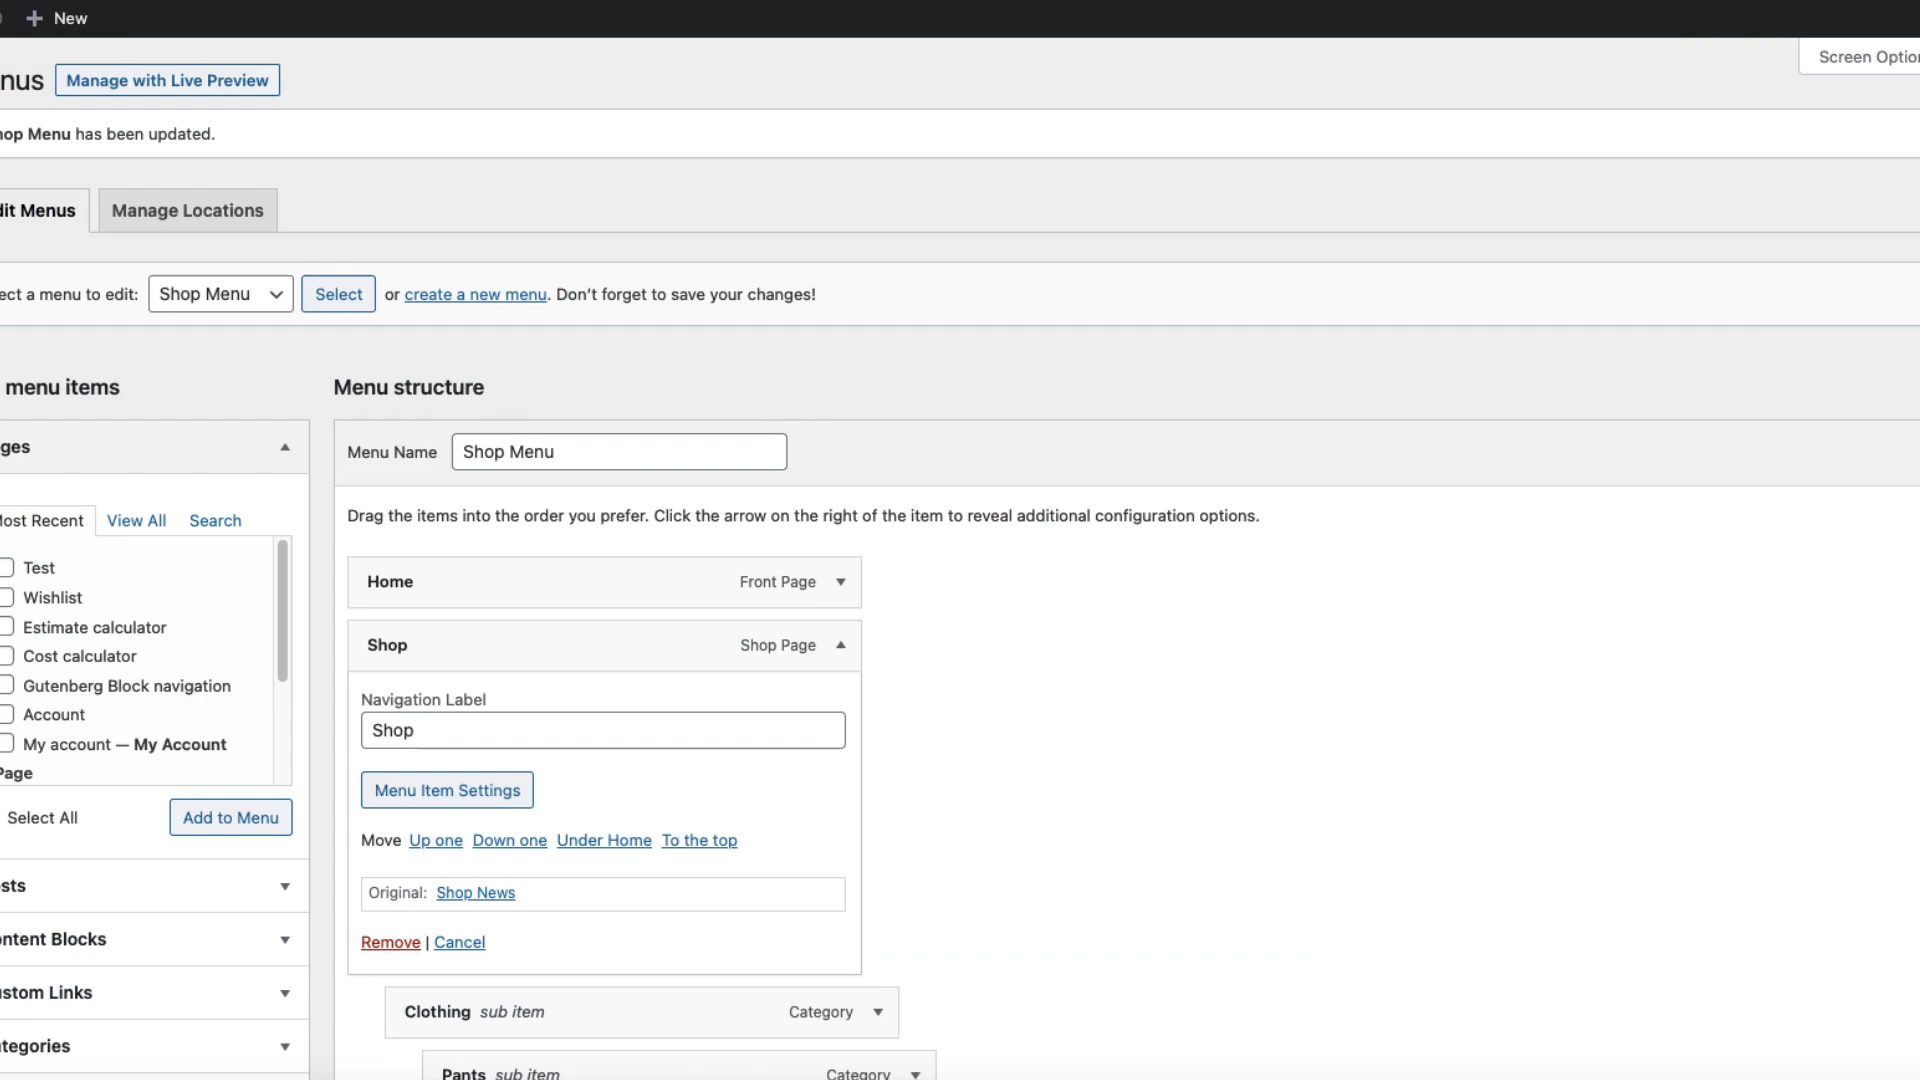 New
Screen Optio
nus Manage with Live Preview
hop Menu has been updated.
dit Menus Manage Locations
ect a menu to edit: Shop Menu Select or create a new menu. Don't forget to save your changes!
menu items
Menu structure
ges
Menu Name Shop Menu
Most Recent View All Search
Drag the items into the order you prefer. Click the arrow on the right of the item to reveal additional configuration options.
Test
Wishlist
Estimate calculator
Cost calculator
Gutenberg Block navigation
Account
My account — My Account
Page
Select All Add to Menu
sts
ontent Blocks
ustom Links
tegories
Home Front Page
Shop Shop Page
Navigation Label
Shop
Menu Item Settings
Move Up one Down one Under Home To the top
Original: Shop News
Remove | Cancel
Clothing sub item Category
Pants sub item Category